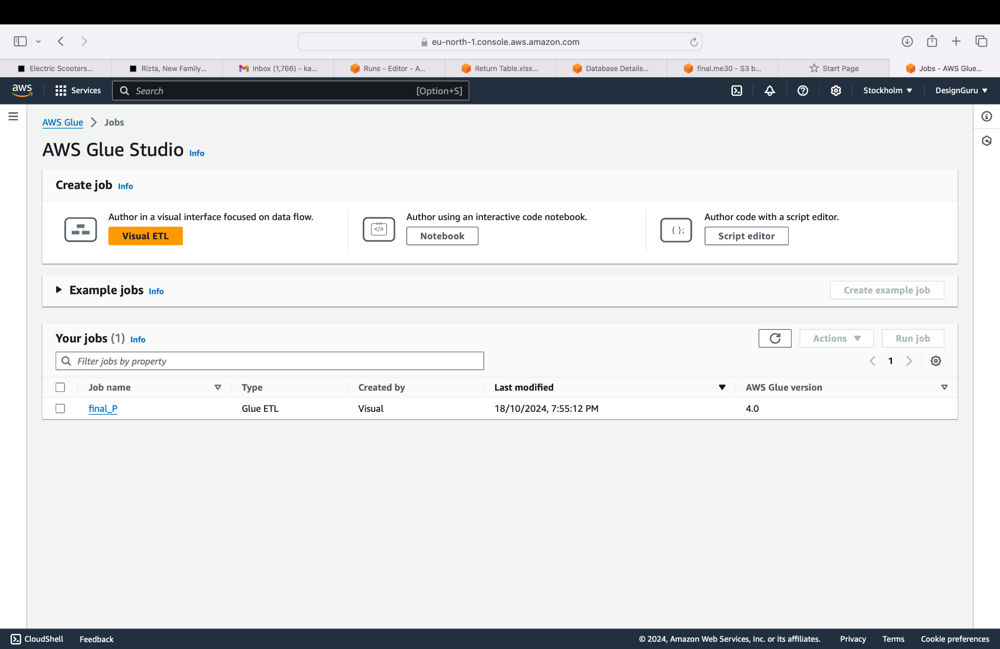 eu-north-1.console.aws.amazon.com
Electric Scooters...
Rizta, New Family...
Inbox (1,766) - ka...
Runs - Editor - A...
Return Table.xlsx...
Database Details...
final.me30 - S3 b...
Start Page
Jobs - AWS Glue...
aws
Services
Search
[Option+S]
Stockholm
DesignGuru
AWS Glue
Jobs
AWS Glue Studio Info
Create job Info
Author in a visual interface focused on data flow.
Visual ETL
Author using an interactive code notebook.
Notebook
Author code with a script editor.
Script editor
Example jobs Info
Create example job
Your jobs (1) Info
Actions
Run job
Filter jobs by property
1
Job name Type Created by Last modified AWS Glue version
final_P Glue ETL Visual 18/10/2024, 7:55:12 PM 4.0
CloudShell Feedback © 2024, Amazon Web Services, Inc. or its affiliates. Privacy Terms Cookie preferences